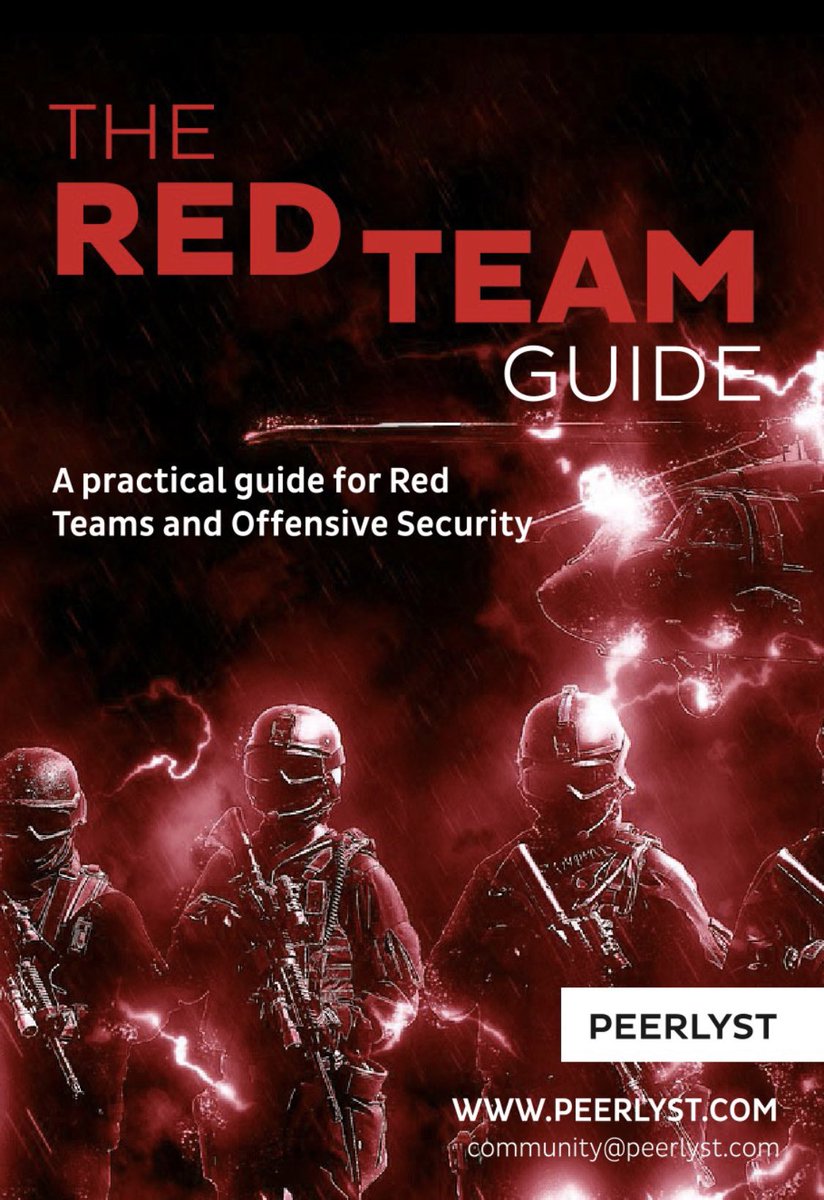 THE
RED
TEAM
GUIDE
A practical guide for Red
Teams and Offensive Security
PEERLYST
WWW.PEERLYST.COM
community@peerlyst.com